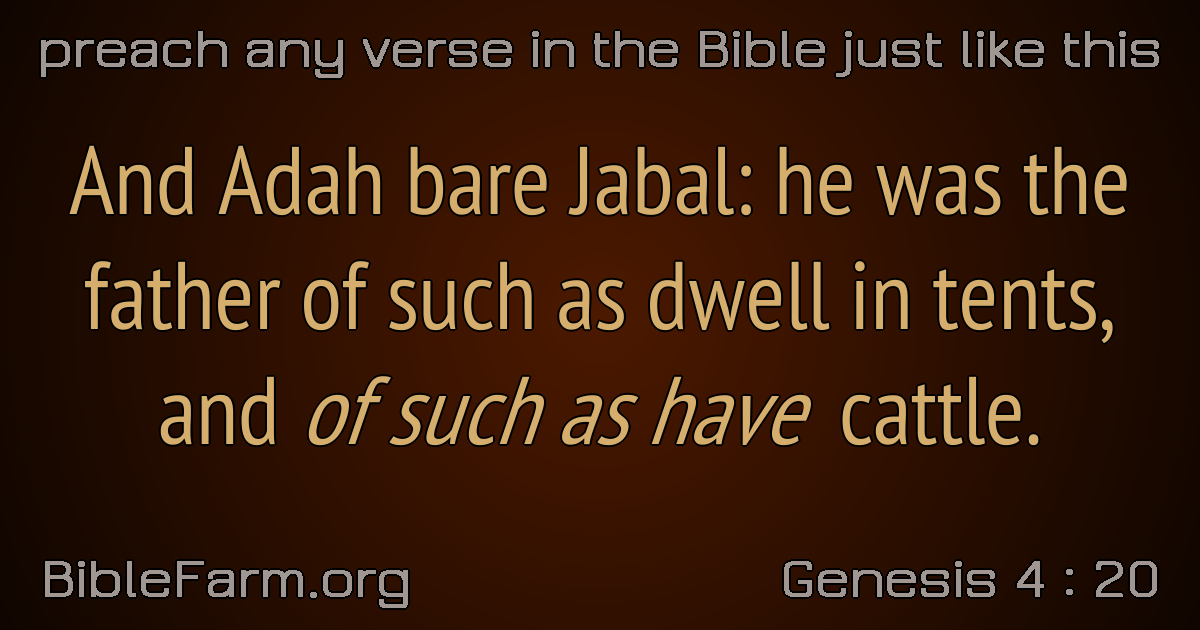 preach any verse in the Bible just like this
And Adah bare Jabal: he was the
father of such as dwell in tents,
and of such as have cattle.
BibleFarm.org
Genesis 4 : 20